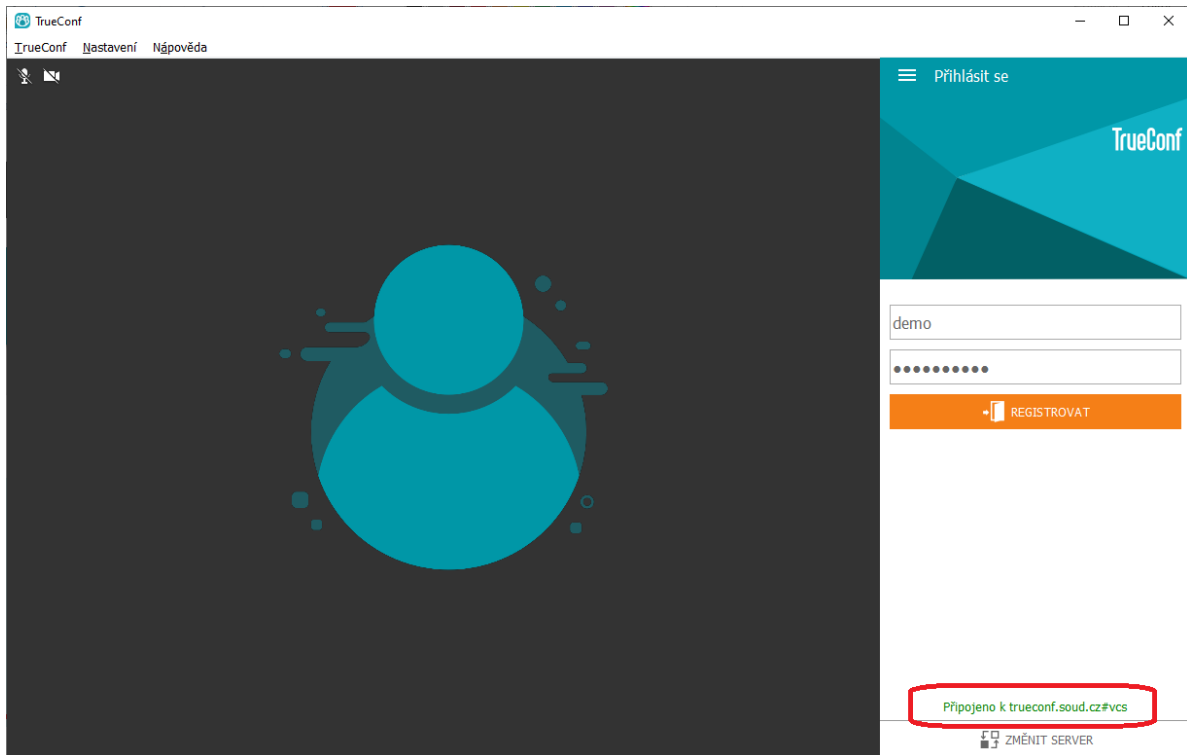 TrueConf
TrueConf Nastavení Nápověda
Přihlásit se
TrueConf
demo
●●●●●●●●●●
REGISTROVAT
Připojeno k trueconf.soud.cz#vcs
ZMĚNIT SERVER